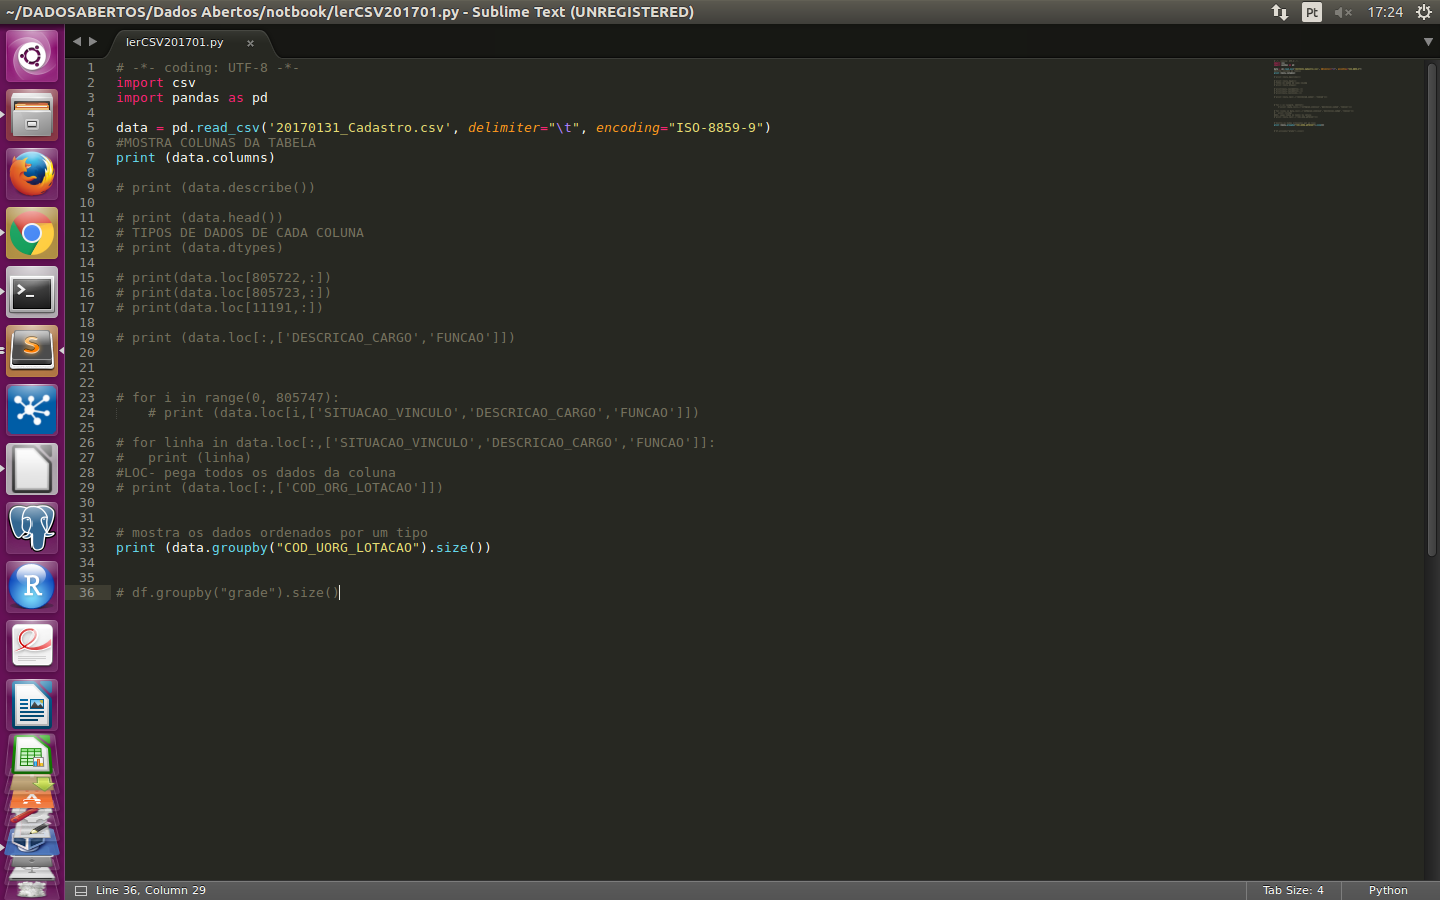 ~/DADOSABERTOS/Dados Abertos/notbook/lerCSV201701.py - Sublime Text (UNREGISTERED)
Pt
17:24
lerCSV201701.py ×
1 # -*- coding: UTF-8 -*-
2 import csv
3 import pandas as pd
4
5 data = pd.read_csv('20170131_Cadastro.csv', delimiter="\t", encoding="ISO-8859-9")
6 #MOSTRA COLUNAS DA TABELA
7 print (data.columns)
8
9 # print (data.describe())
10
11 # print (data.head())
12 # TIPOS DE DADOS DE CADA COLUNA
13 # print (data.dtypes)
14
15 # print(data.loc[805722,:])
16 # print(data.loc[805723,:])
17 # print(data.loc[11191,:])
18
19 # print (data.loc[:,['DESCRICAO_CARGO','FUNCAO']])
20
21
22
23 # for i in range(0, 805747):
24     # print (data.loc[i,['SITUACAO_VINCULO','DESCRICAO_CARGO','FUNCAO']])
25
26 # for linha in data.loc[:,['SITUACAO_VINCULO','DESCRICAO_CARGO','FUNCAO']]:
27 #   print (linha)
28 #LOC- pega todos os dados da coluna
29 # print (data.loc[:,['COD_ORG_LOTACAO']])
30
31
32 # mostra os dados ordenados por um tipo
33 print (data.groupby("COD_UORG_LOTACAO").size())
34
35
36 # df.groupby("grade").size()
Line 36, Column 29
Tab Size: 4
Python